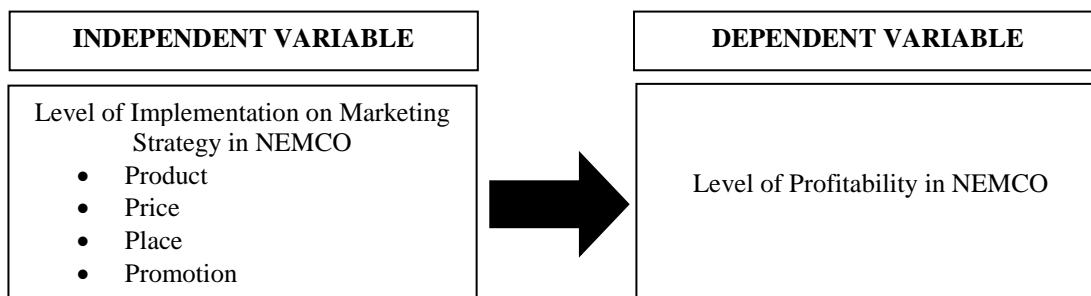 INDEPENDENT VARIABLE
Level of Implementation on Marketing
Strategy in NEMCO
• Product
• Price
• Place
• Promotion
DEPENDENT VARIABLE
Level of Profitability in NEMCO